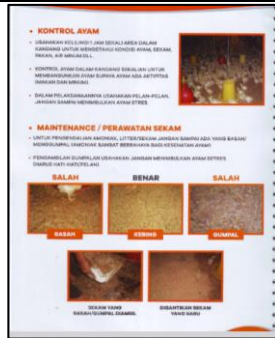 • KONTROL AYAM
- USAHAKAN KELILINGI 1 JAM SEKALI AREA DALAM
KANDANG UNTUK MENGETAHUI KONDISI AYAM, SEKAM,
PAKAN, AIR MINUM DLL.
- KONTROL AYAM DALAM KANDANG SEKALIAN UNTUK
MEMBANGUNKAN AYAM SUPAYA AYAM ADA AKTIFITAS
(MAKAN DAN MINUM).
- DALAM PELAKSANAANNYA USAHAKAN PELAN-PELAN,
JANGAN SAMPAI MENIMBULKAN AYAM STRES.
• MAINTENANCE / PERAWATAN SEKAM
- UNTUK PENGENDALIAN AMONIAK, LITTER/SEKAM JANGAN SAMPAI ADA YANG BASAH/
MENGGUMPAL (AMONIAK SANGAT BERBAHAYA BAGI KESEHATAN AYAM)
- PENGAMBILAN GUMPALAN USAHAKAN JANGAN MENIMBULKAN AYAM STRES
(HARUS HATI HATI/PELAN)
SALAH BENAR SALAH
BASAH KERING GUMPAL
SEKAM YANG DIGANTIKAN SEKAM
BASAH/GUMPAL DIAMBIL YANG BARU